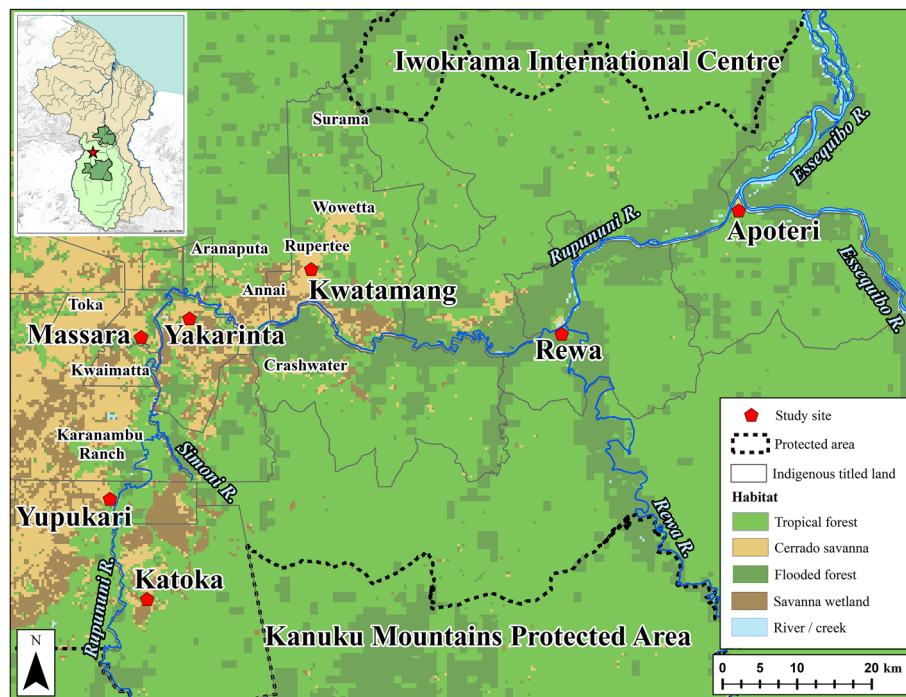 Iwokrama International Centre
Surama
Essequibo R.
Wowetta
Rupununi R.
Apoteri
Aranaputa
Rupertee
Essequibo R.
Annai
Kwatamang
Toka
Massara
Yakarinta
Rewa
Kwaimatta
Crashwater
Karanambu
Ranch
Simoni R.
Yupukari
Rewa R.
Katoka
Rupununi R.
Kanuku Mountains Protected Area
N
Study site
Protected area
Indigenous titled land
Habitat
Tropical forest
Cerrado savanna
Flooded forest
Savanna wetland
River / creek
0 5 10 20 30
km